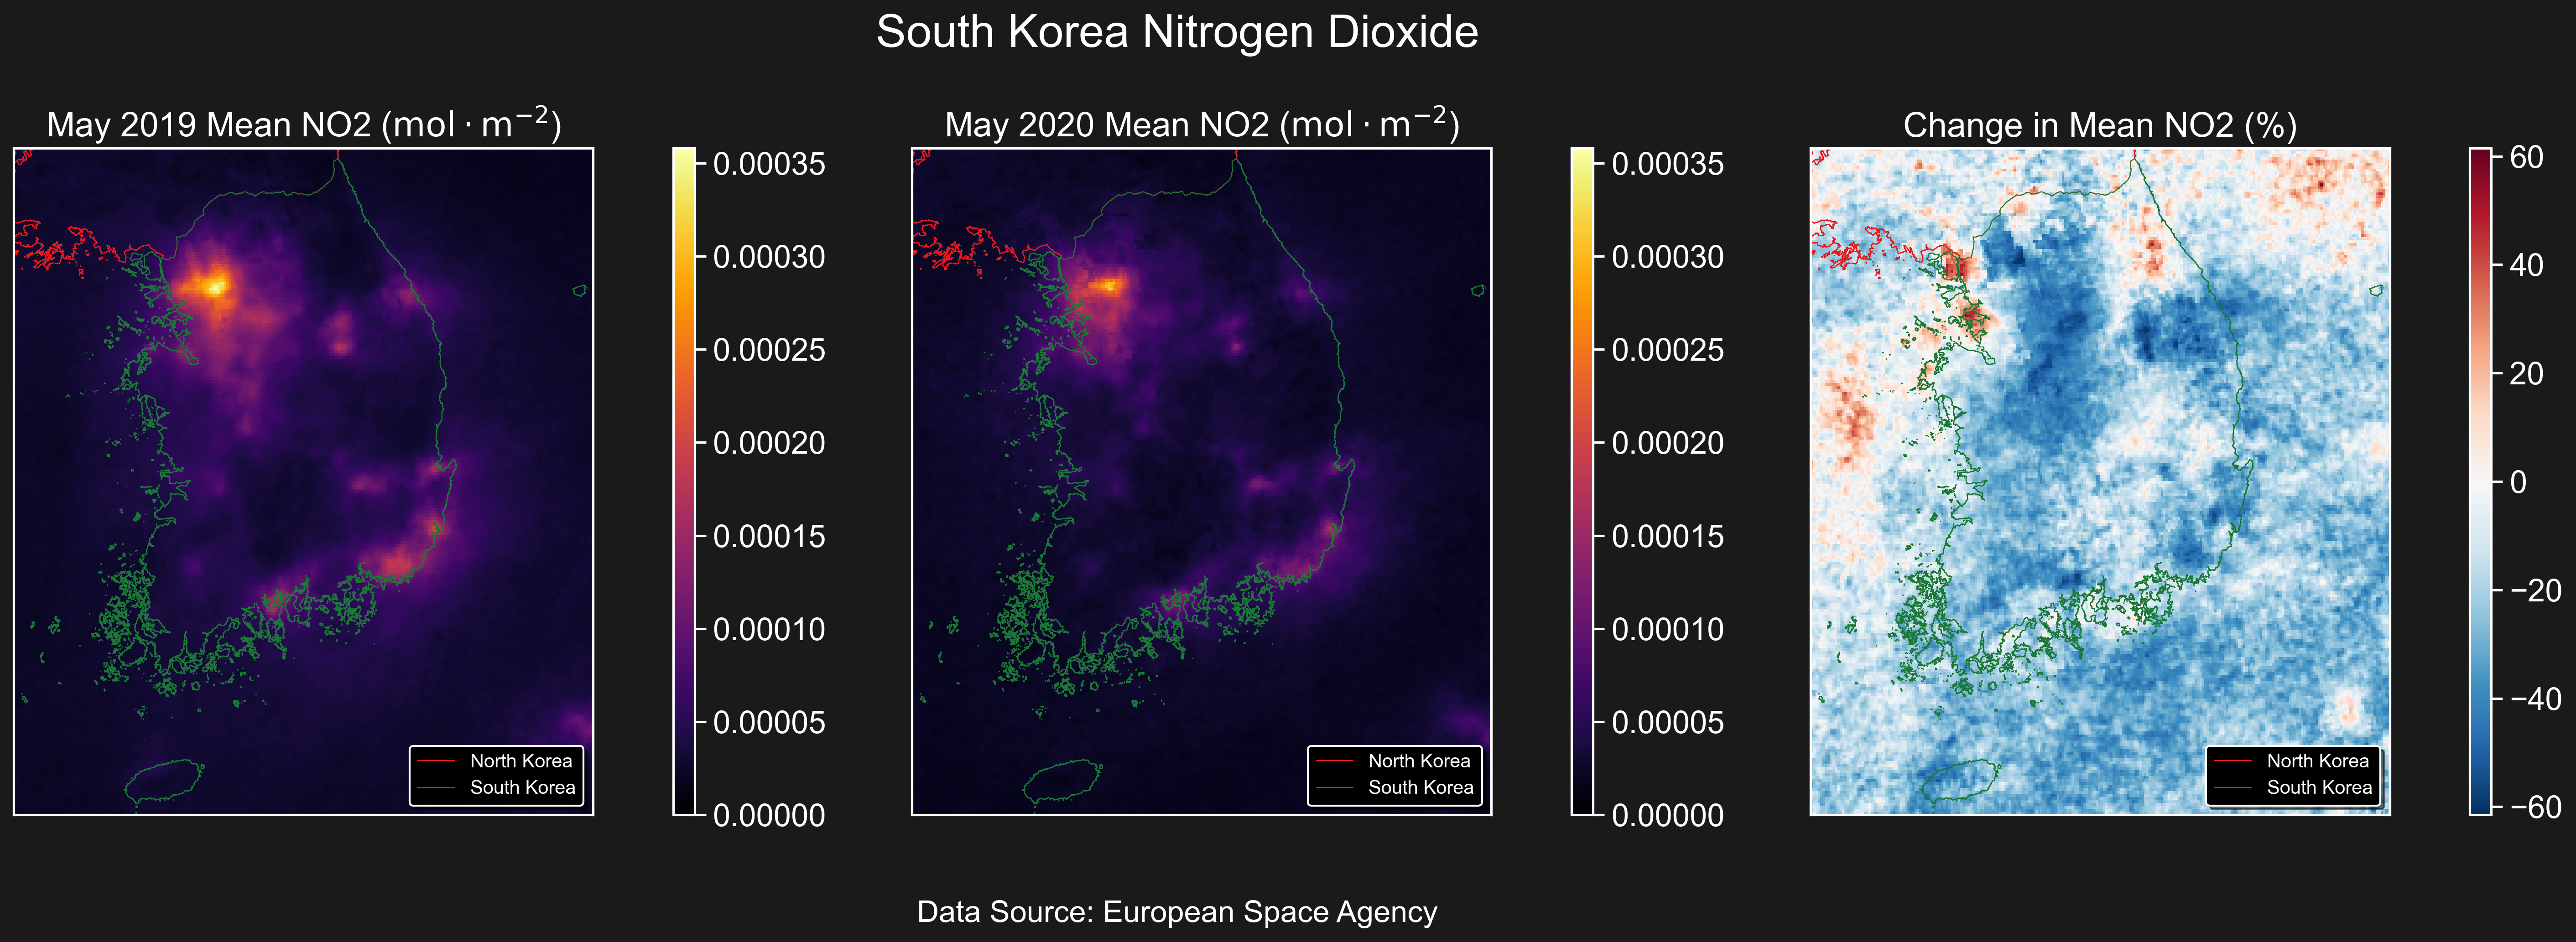 South Korea Nitrogen Dioxide
May 2019 Mean NO2 (mol · m⁻²)
0.00035
0.00030
0.00025
0.00020
0.00015
0.00010
0.00005
0.00000
North Korea
South Korea
May 2020 Mean NO2 (mol · m⁻²)
0.00035
0.00030
0.00025
0.00020
0.00015
0.00010
0.00005
0.00000
North Korea
South Korea
Change in Mean NO2 (%)
60
40
20
0
−20
−40
−60
North Korea
South Korea
Data Source: European Space Agency